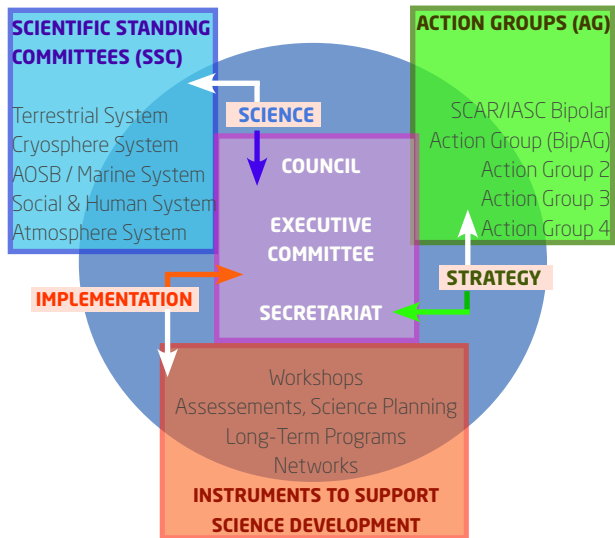 SCIENTIFIC STANDING
COMMITTEES (SSC)
Terrestrial System
Cryosphere System
AOSB / Marine System
Social & Human System
Atmosphere System
ACTION GROUPS (AG)
SCAR/IASC Bipolar
Action Group (BipAG)
Action Group 2
Action Group 3
Action Group 4
SCIENCE
COUNCIL
EXECUTIVE
COMMITTEE
SECRETARIAT
IMPLEMENTATION
STRATEGY
Workshops
Assessements, Science Planning
Long-Term Programs
Networks
INSTRUMENTS TO SUPPORT
SCIENCE DEVELOPMENT